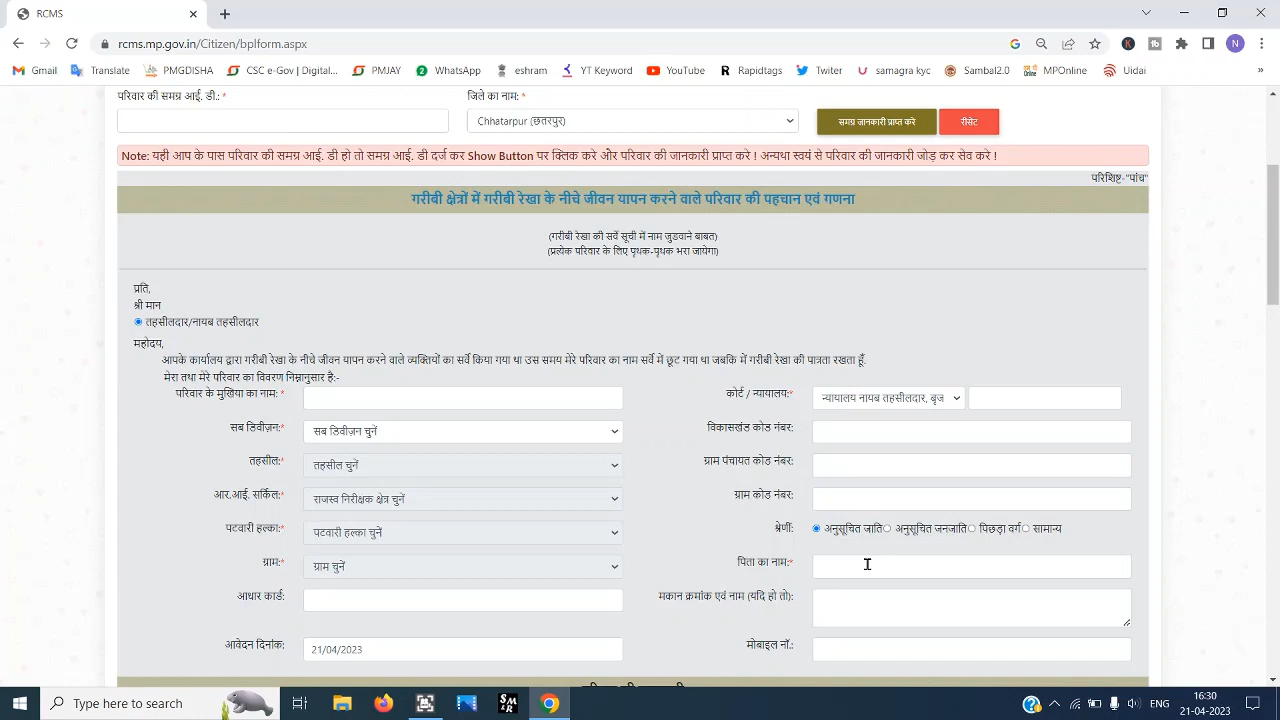 RCMS
rcms.mp.gov.in/Citizen/bplform.aspx
N
Gmail Translate PMGDISHA CSC e-Gov | Digital... PMJAY WhatsApp eshram YT Keyword YouTube Rapidtags Twiter samagra kyc Sambal2.0 MPOnline Uidai »
परिवार की समग्र आई. डी.: * जिले का नाम: *
Chhatarpur (छतरपुर) समग्र जानकारी प्राप्त करे रीसेट
Note: यही आप के पास परिवार की समग्र आई. डी हो तो समग्र आई. डी दर्ज कर Show Button पर क्लिक करे और परिवार की जानकारी प्राप्त करे ! अन्यथा स्वयं से परिवार की जानकारी जोड़ कर सेव करे !
परिशिष्ट-"पांच"
गरीबी क्षेत्रों में गरीबी रेखा के नीचे जीवन यापन करने वाले परिवार की पहचान एवं गणना
(गरीबी रेखा की सर्वे सूची में नाम जुडवाने बाबत)
(प्रत्येक परिवार के लिए पृथक-पृथक भरा जायेगा)
प्रति,
श्री मान
तहसीलदार/नायब तहसीलदार
महोदय,
आपके कार्यालय द्वारा गरीबी रेखा के नीचे जीवन यापन करने वाले व्यक्तियों का सर्वे किया गया था उस समय मेरे परिवार का नाम सर्वे में छूट गया था जबकि में गरीबी रेखा की पात्रता रखता हूँ.
मेरा तथा मेरे परिवार का विवरण निम्नानुसार है:-
परिवार के मुखिया का नाम: * कोर्ट / न्यायालय:* न्यायालय नायब तहसीलदार, बृज
सब डिवीज़न:* सब डिवीज़न चुनें विकासखंड कोड नंबर:
तहसील:* तहसील चुनें ग्राम पंचायत कोड नंबर:
आर.आई. सर्किल:* राजस्व निरीक्षक क्षेत्र चुनें ग्राम कोड नंबर:
पटवारी हल्का:* पटवारी हल्का चुनें श्रेणीं: अनुसूचित जाति अनुसूचित जनजाति पिछड़ा वर्ग सामान्य
ग्राम:* ग्राम चुनें पिता का नाम:*
आधार कार्ड: मकान क्रमांक एवं नाम (यदि हो तो):
आवेदन दिनांक: 21/04/2023 मोबाइल नॉ.:
Type here to search
SMR
ENG
16:30
21-04-2023